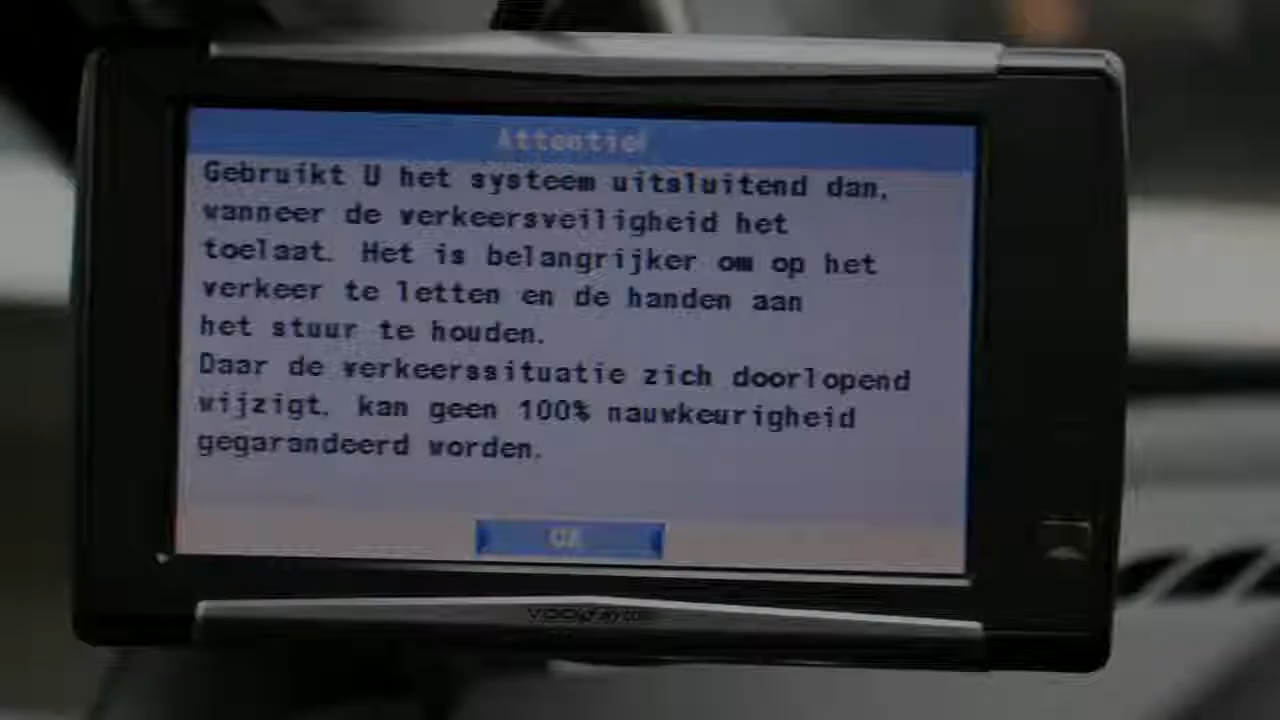 Attentie!
Gebruikt U het systeem uitsluitend dan,
wanneer de verkeersveiligheid het
toelaat. Het is belangrijker om op het
verkeer te letten en de handen aan
het stuur te houden.
Daar de verkeerssituatie zich doorlopend
wijzigt, kan geen 100% nauwkeurigheid
gegarandeerd worden.
OK